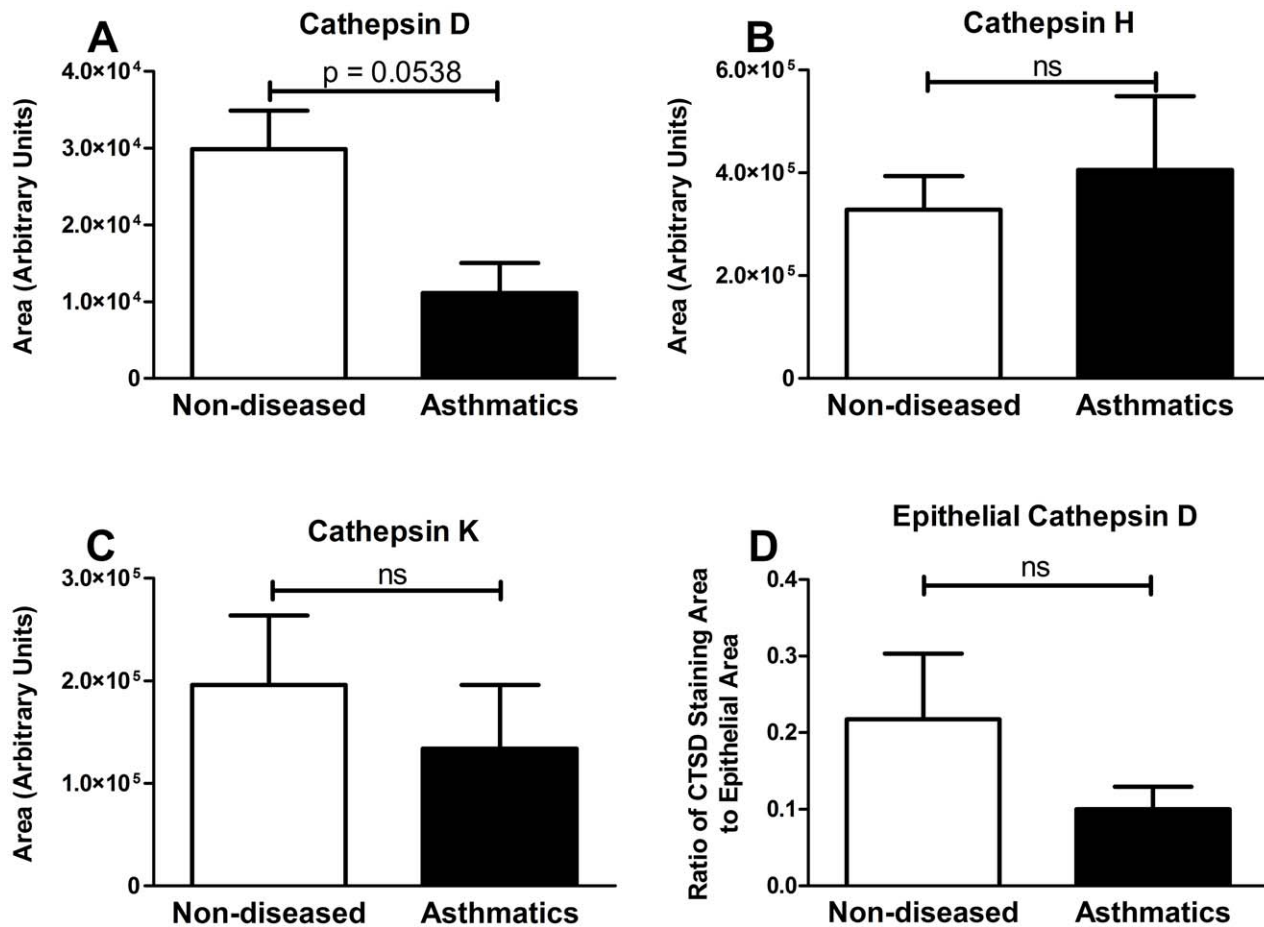 A
Cathepsin D
p = 0.0538
Area (Arbitrary Units)
4.0×10⁴
3.0×10⁴
2.0×10⁴
1.0×10⁴
0
Non-diseased Asthmatics
B
Cathepsin H
ns
Area (Arbitrary Units)
6.0×10⁵
4.0×10⁵
2.0×10⁵
0
Non-diseased Asthmatics
C
Cathepsin K
ns
Area (Arbitrary Units)
3.0×10⁵
2.0×10⁵
1.0×10⁵
0
Non-diseased Asthmatics
D
Epithelial Cathepsin D
ns
Ratio of CTSD Staining Area
to Epithelial Area
0.4
0.3
0.2
0.1
0.0
Non-diseased Asthmatics